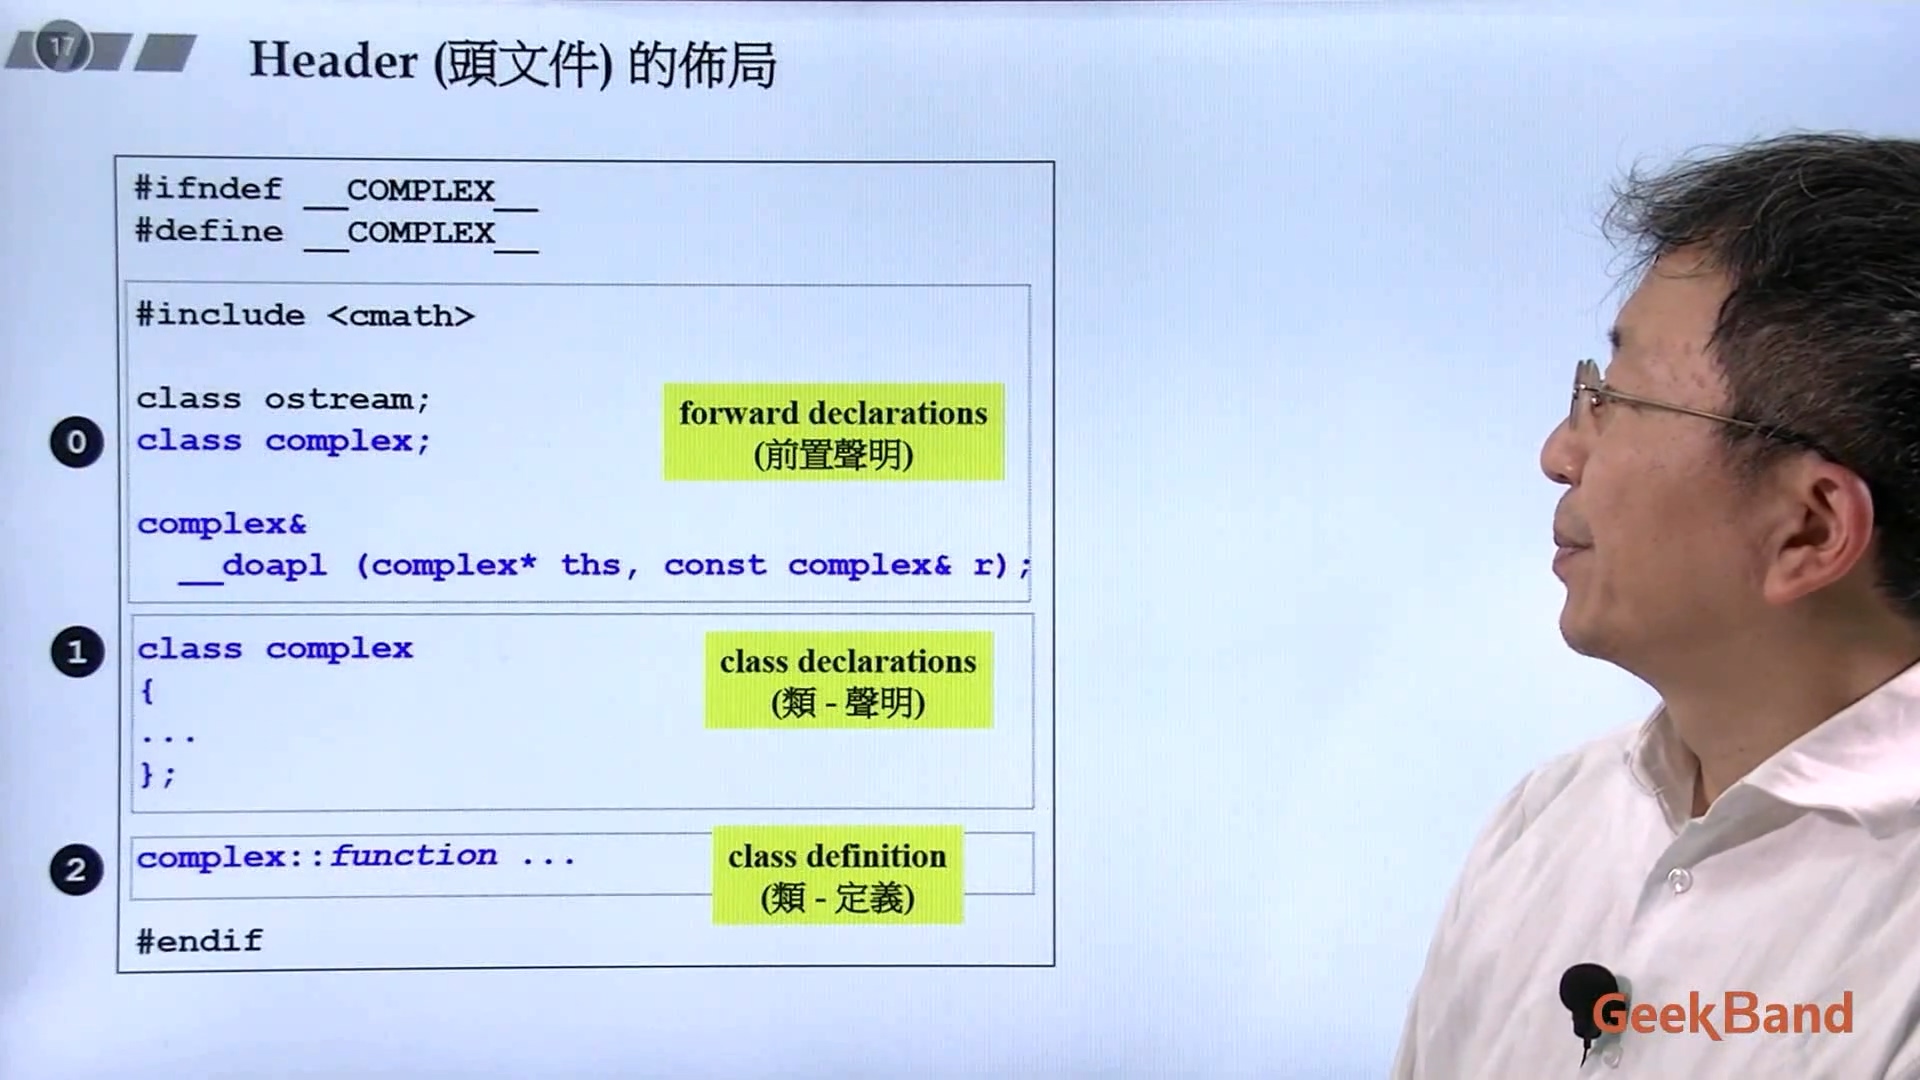 17
Header (頭文件) 的佈局
#ifndef __COMPLEX__
#define __COMPLEX__
#include <cmath>
class ostream;
class complex;
forward declarations
(前置聲明)
0
complex&
__doapl (complex* ths, const complex& r);
1
class complex
{
...
};
class declarations
(類 - 聲明)
2
complex::function ...
class definition
(類 - 定義)
#endif
GeekBand